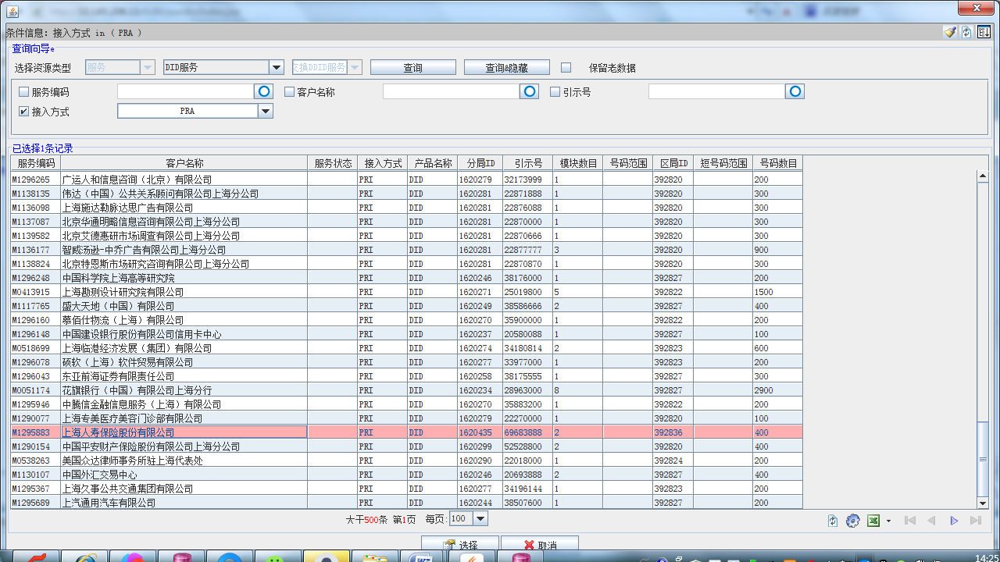 条件信息: 接入方式 in ( PRA )
查询向导e
选择资源类型 服务 DID服务 交换DDID服务 查询 查询&隐藏 保留老数据
服务编码 客户名称 引示号
接入方式 PRA
已选择1条记录
服务编码 客户名称 服务状态 接入方式 产品名称 分局ID 引示号 模块数目 号码范围 区局ID 短号码范围 号码数目
M1296265 广运人和信息咨询（北京）有限公司 PRI DID 1620279 32173999 1 392820 200
M1138135 伟达（中国）公共关系顾问有限公司上海分公司 PRI DID 1620281 22871888 1 392820 300
M1136098 上海施达勒脉达思广告有限公司 PRI DID 1620281 22876088 1 392820 300
M1137087 北京华通明略信息咨询有限公司上海分公司 PRI DID 1620281 22870000 1 392820 300
M1139582 北京艾德惠研市场调查有限公司上海分公司 PRI DID 1620281 22870666 1 392820 300
M1136177 智威汤逊-中乔广告有限公司上海分公司 PRI DID 1620281 22877777 3 392820 900
M1138824 北京特恩斯市场研究咨询有限公司上海分公司 PRI DID 1620281 22870870 1 392820 300
M1296248 中国科学院上海高等研究院 PRI DID 1620246 38176000 1 392827 200
M0413915 上海勘测设计研究院有限公司 PRI DID 1620271 25019800 5 392822 1500
M1117765 盛大天地（中国）有限公司 PRI DID 1620249 38586666 2 392827 400
M1296160 慕佰仕物流（上海）有限公司 PRI DID 1620270 35900000 1 392822 200
M1296148 中国建设银行股份有限公司信用卡中心 PRI DID 1620237 20580088 1 392827 100
M0518699 上海临港经济发展（集团）有限公司 PRI DID 1620274 34180814 2 392823 600
M1296078 硕软（上海）软件贸易有限公司 PRI DID 1620277 33977000 1 392823 200
M1296043 东亚前海证券有限责任公司 PRI DID 1620258 38175555 1 392827 300
M0051174 花旗银行（中国）有限公司上海分行 PRI DID 1620234 28963000 8 392827 2900
M1295946 中腾信金融信息服务（上海）有限公司 PRI DID 1620270 35883200 1 392822 200
M1290077 上海专美医疗美容门诊部有限公司 PRI DID 1620279 22270000 1 392820 100
M1295883 上海人寿保险股份有限公司 PRI DID 1620435 69683888 2 392836 400
M1290154 中国平安财产保险股份有限公司上海分公司 PRI DID 1620299 52528800 2 392820 400
M0538263 美国众达律师事务所驻上海代表处 PRI DID 1620290 22018000 1 392824 200
M1130107 中国外汇交易中心 PRI DID 1620246 20693888 2 392827 400
M1295367 上海久事公共交通集团有限公司 PRI DID 1620277 34196144 1 392823 200
M1295689 上汽通用汽车有限公司 PRI DID 1620244 38507600 1 392827 200
大于500条 第1页 每页: 100
选择 取消
14:25